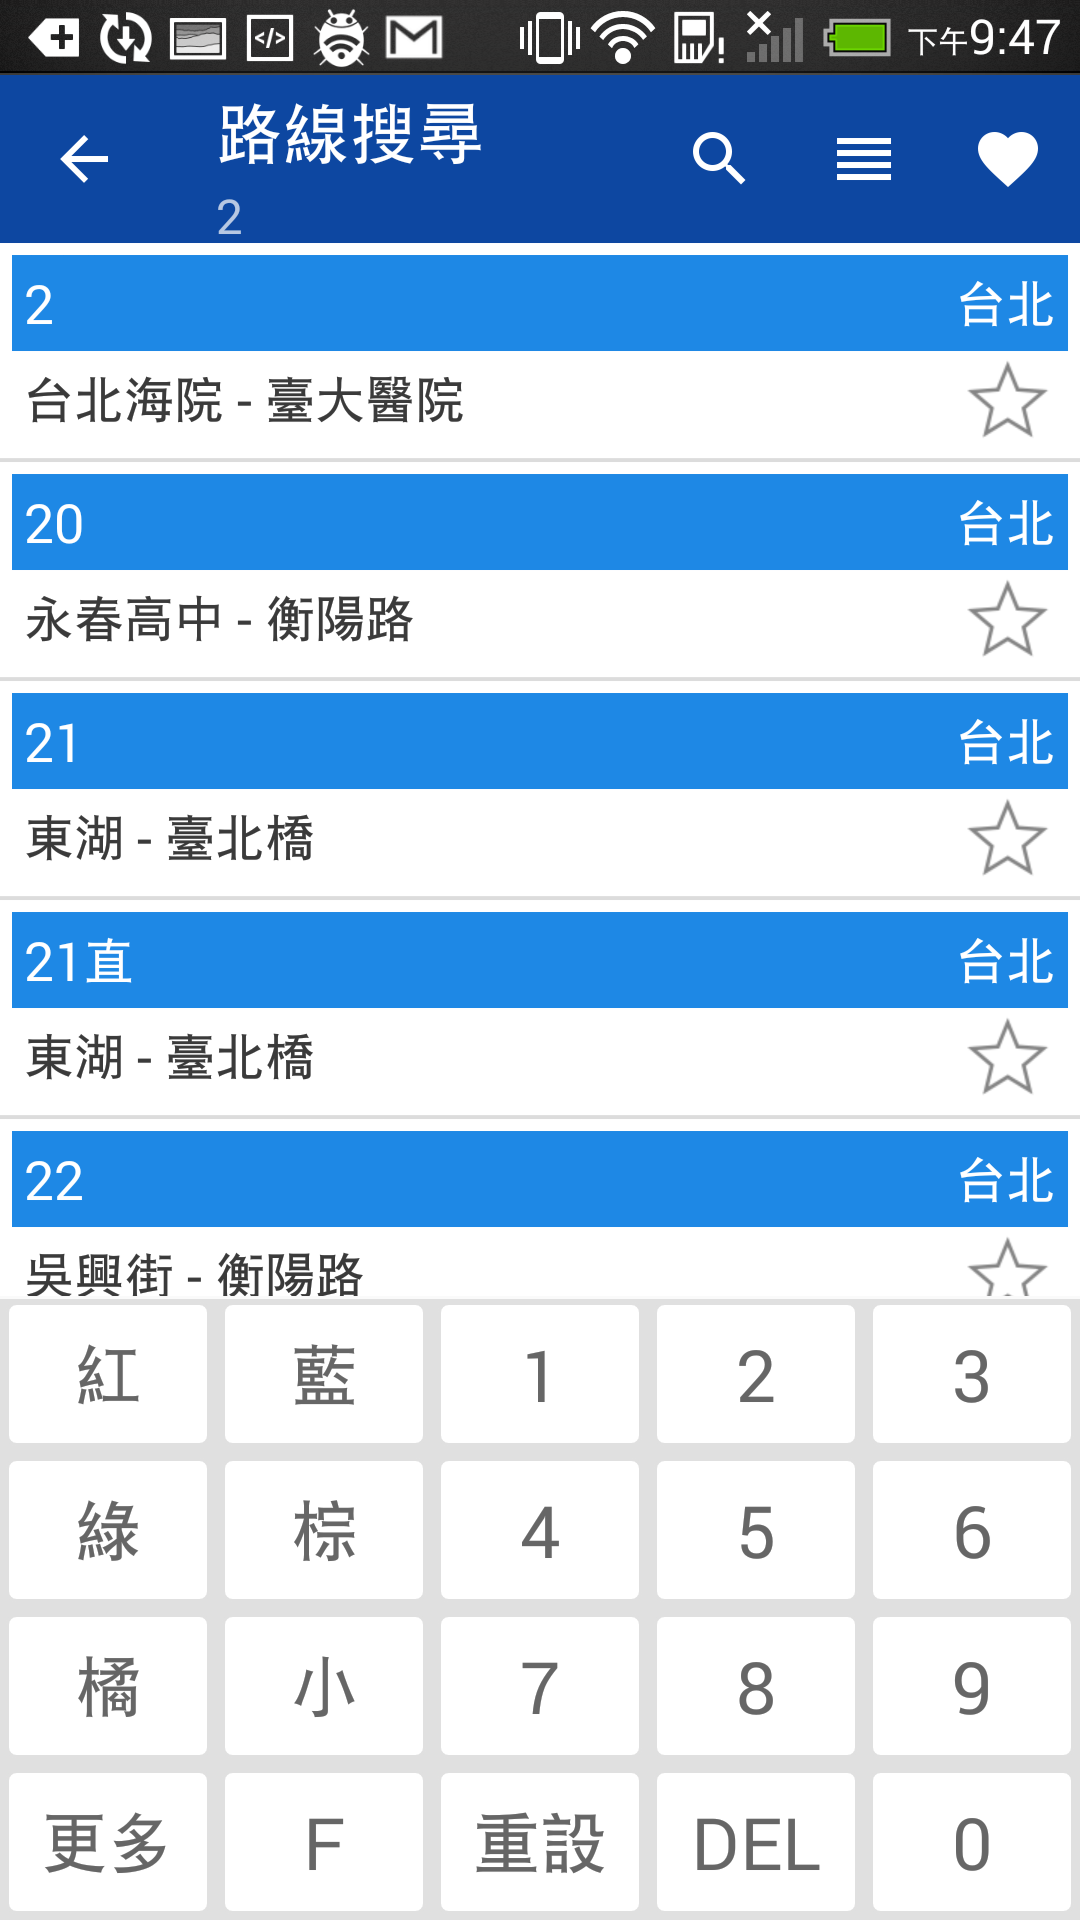 下午9:47
路線搜尋
2
2 台北
台北海院 - 臺大醫院
20 台北
永春高中 - 衡陽路
21 台北
東湖 - 臺北橋
21直 台北
東湖 - 臺北橋
22 台北
吳興街 - 衡陽路
紅 藍 1 2 3
綠 棕 4 5 6
橘 小 7 8 9
更多 F 重設 DEL 0